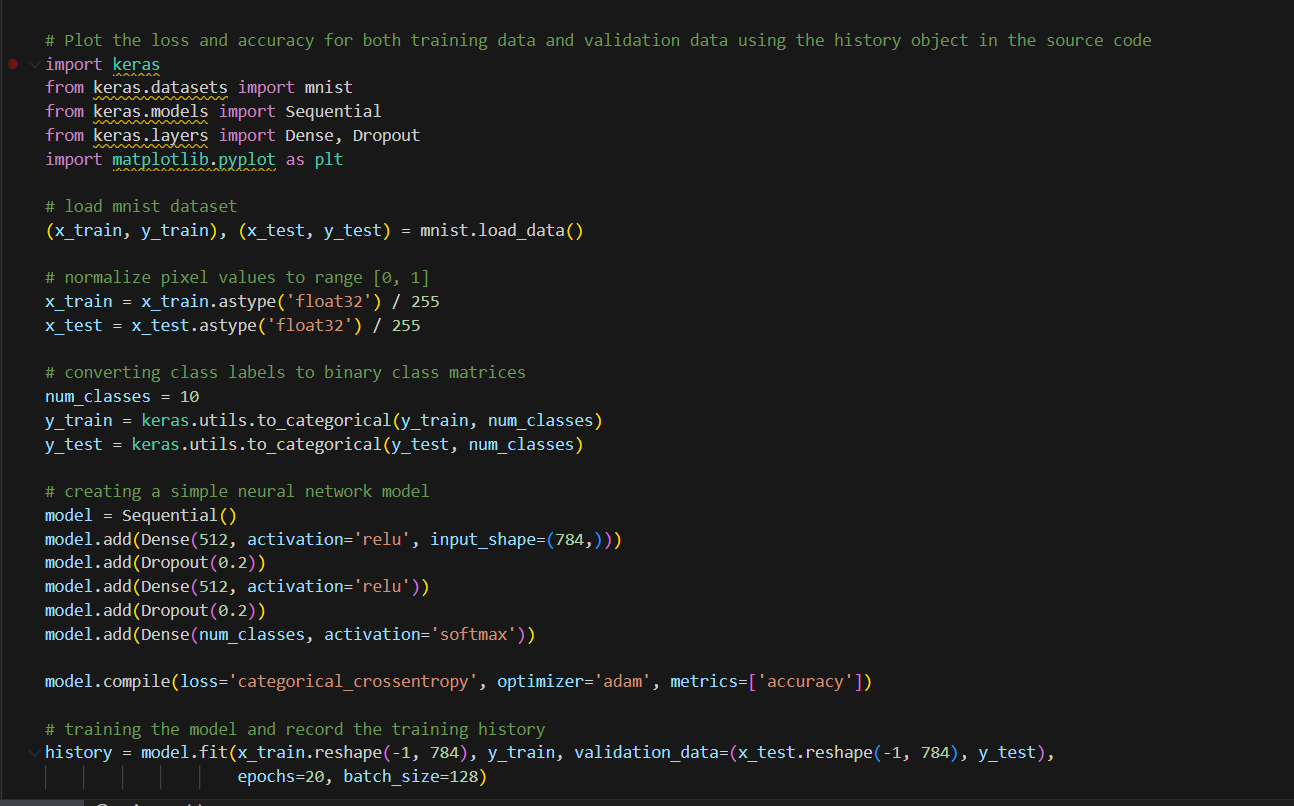 # Plot the loss and accuracy for both training data and validation data using the history object in the source code
import keras
from keras.datasets import mnist
from keras.models import Sequential
from keras.layers import Dense, Dropout
import matplotlib.pyplot as plt
# load mnist dataset
(x_train, y_train), (x_test, y_test) = mnist.load_data()
# normalize pixel values to range [0, 1]
x_train = x_train.astype('float32') / 255
x_test = x_test.astype('float32') / 255
# converting class labels to binary class matrices
num_classes = 10
y_train = keras.utils.to_categorical(y_train, num_classes)
y_test = keras.utils.to_categorical(y_test, num_classes)
# creating a simple neural network model
model = Sequential()
model.add(Dense(512, activation='relu', input_shape=(784,)))
model.add(Dropout(0.2))
model.add(Dense(512, activation='relu'))
model.add(Dropout(0.2))
model.add(Dense(num_classes, activation='softmax'))
model.compile(loss='categorical_crossentropy', optimizer='adam', metrics=['accuracy'])
# training the model and record the training history
history = model.fit(x_train.reshape(-1, 784), y_train, validation_data=(x_test.reshape(-1, 784), y_test),
epochs=20, batch_size=128)